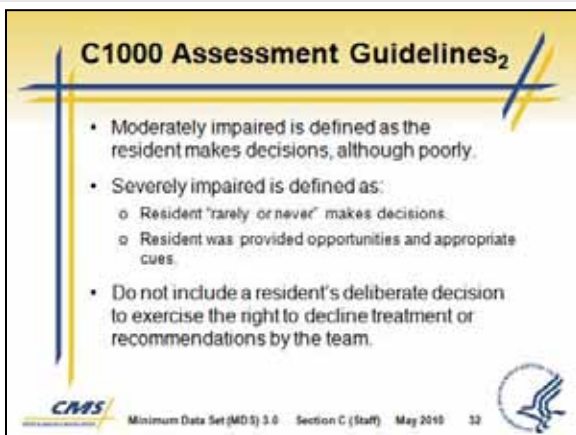 C1000 Assessment Guidelines₂
• Moderately impaired is defined as the
resident makes decisions, although poorly.
• Severely impaired is defined as:
o Resident "rarely or never" makes decisions.
o Resident was provided opportunities and appropriate
cues.
• Do not include a resident's deliberate decision
to exercise the right to decline treatment or
recommendations by the team.
CMS Minimum Data Set (MDS) 3.0 Section C (Staff) May 2010 32